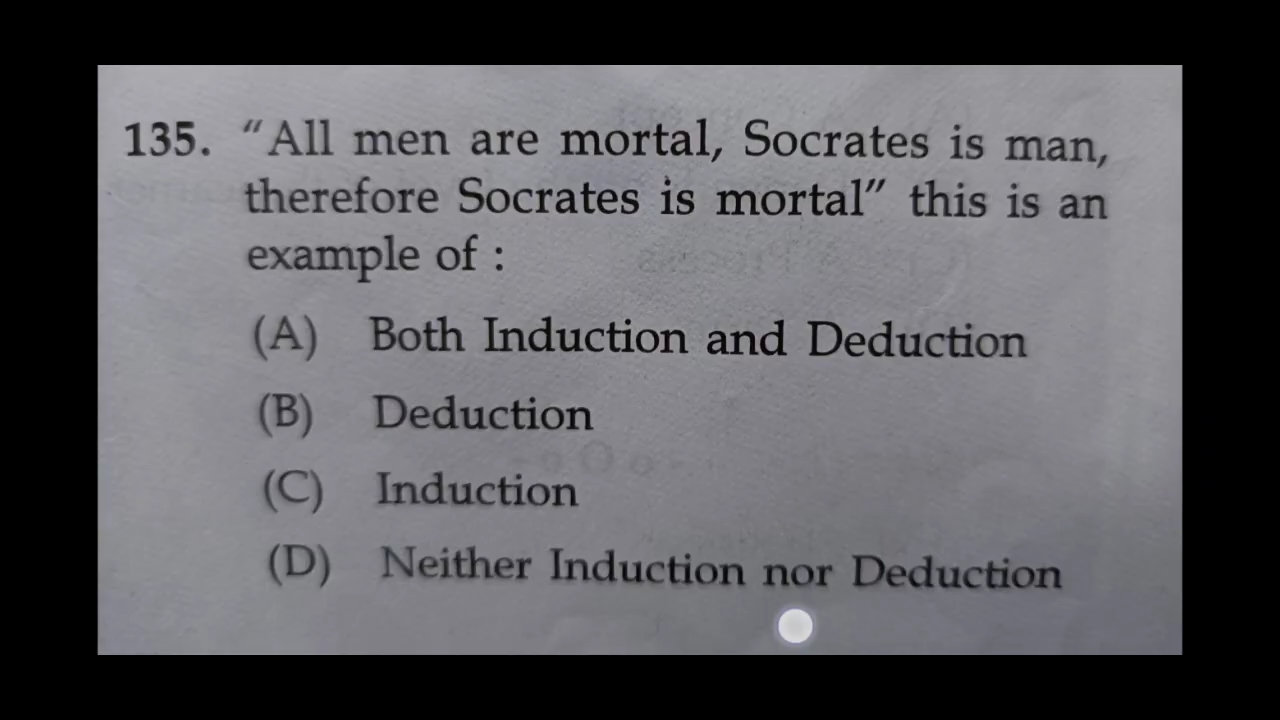 135. “All men are mortal, Socrates is man,
therefore Socrates is mortal” this is an
example of :
(A) Both Induction and Deduction
(B) Deduction
(C) Induction
(D) Neither Induction nor Deduction